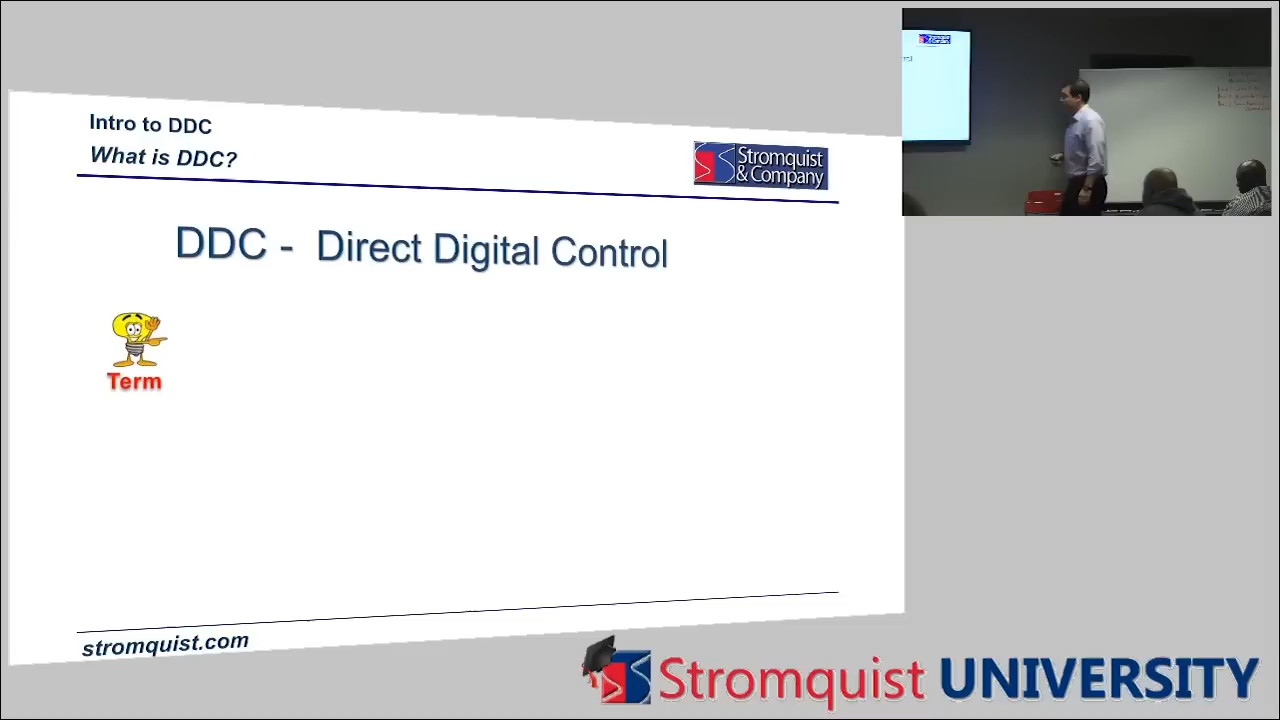 Intro to DDC
What is DDC?
Stromquist
& Company
DDC - Direct Digital Control
Term
stromquist.com
Stromquist UNIVERSITY